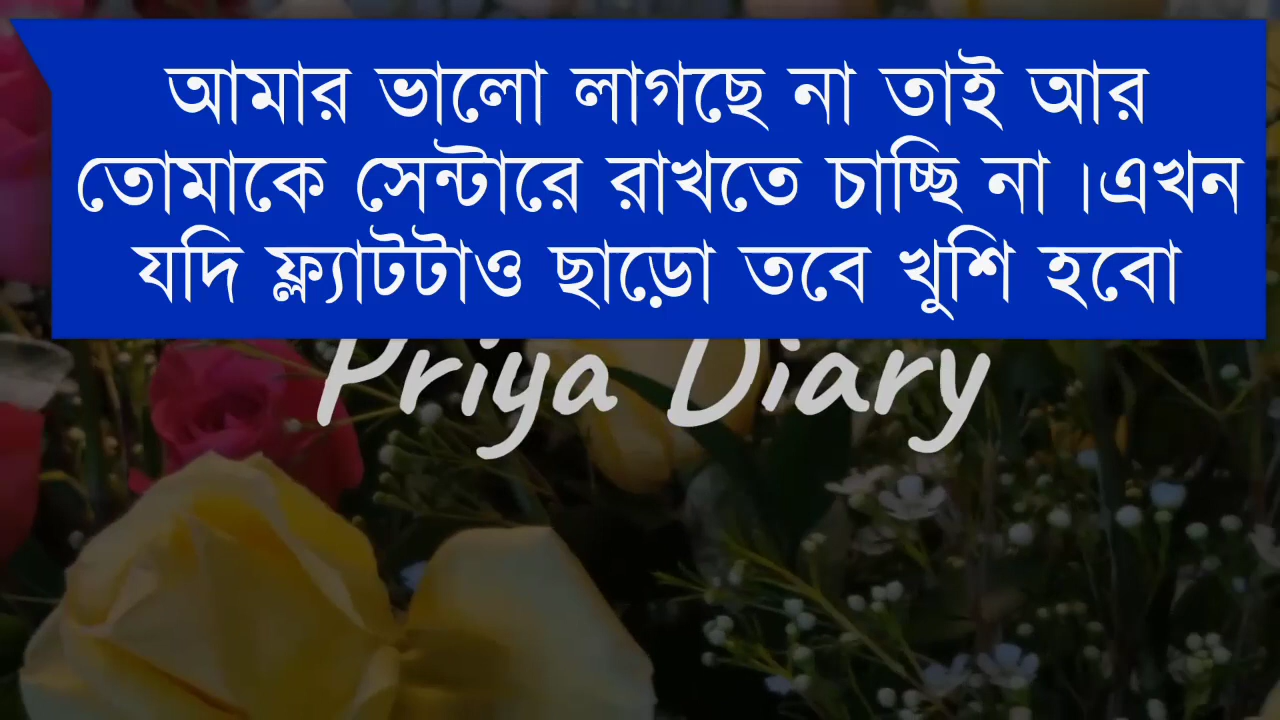 আমার ভালো লাগছে না তাই আর
তোমাকে সেন্টারে রাখতে চাচ্ছি না ।এখন
যদি ফ্ল্যাটটাও ছাড়ো তবে খুশি হবো
Priya Diary